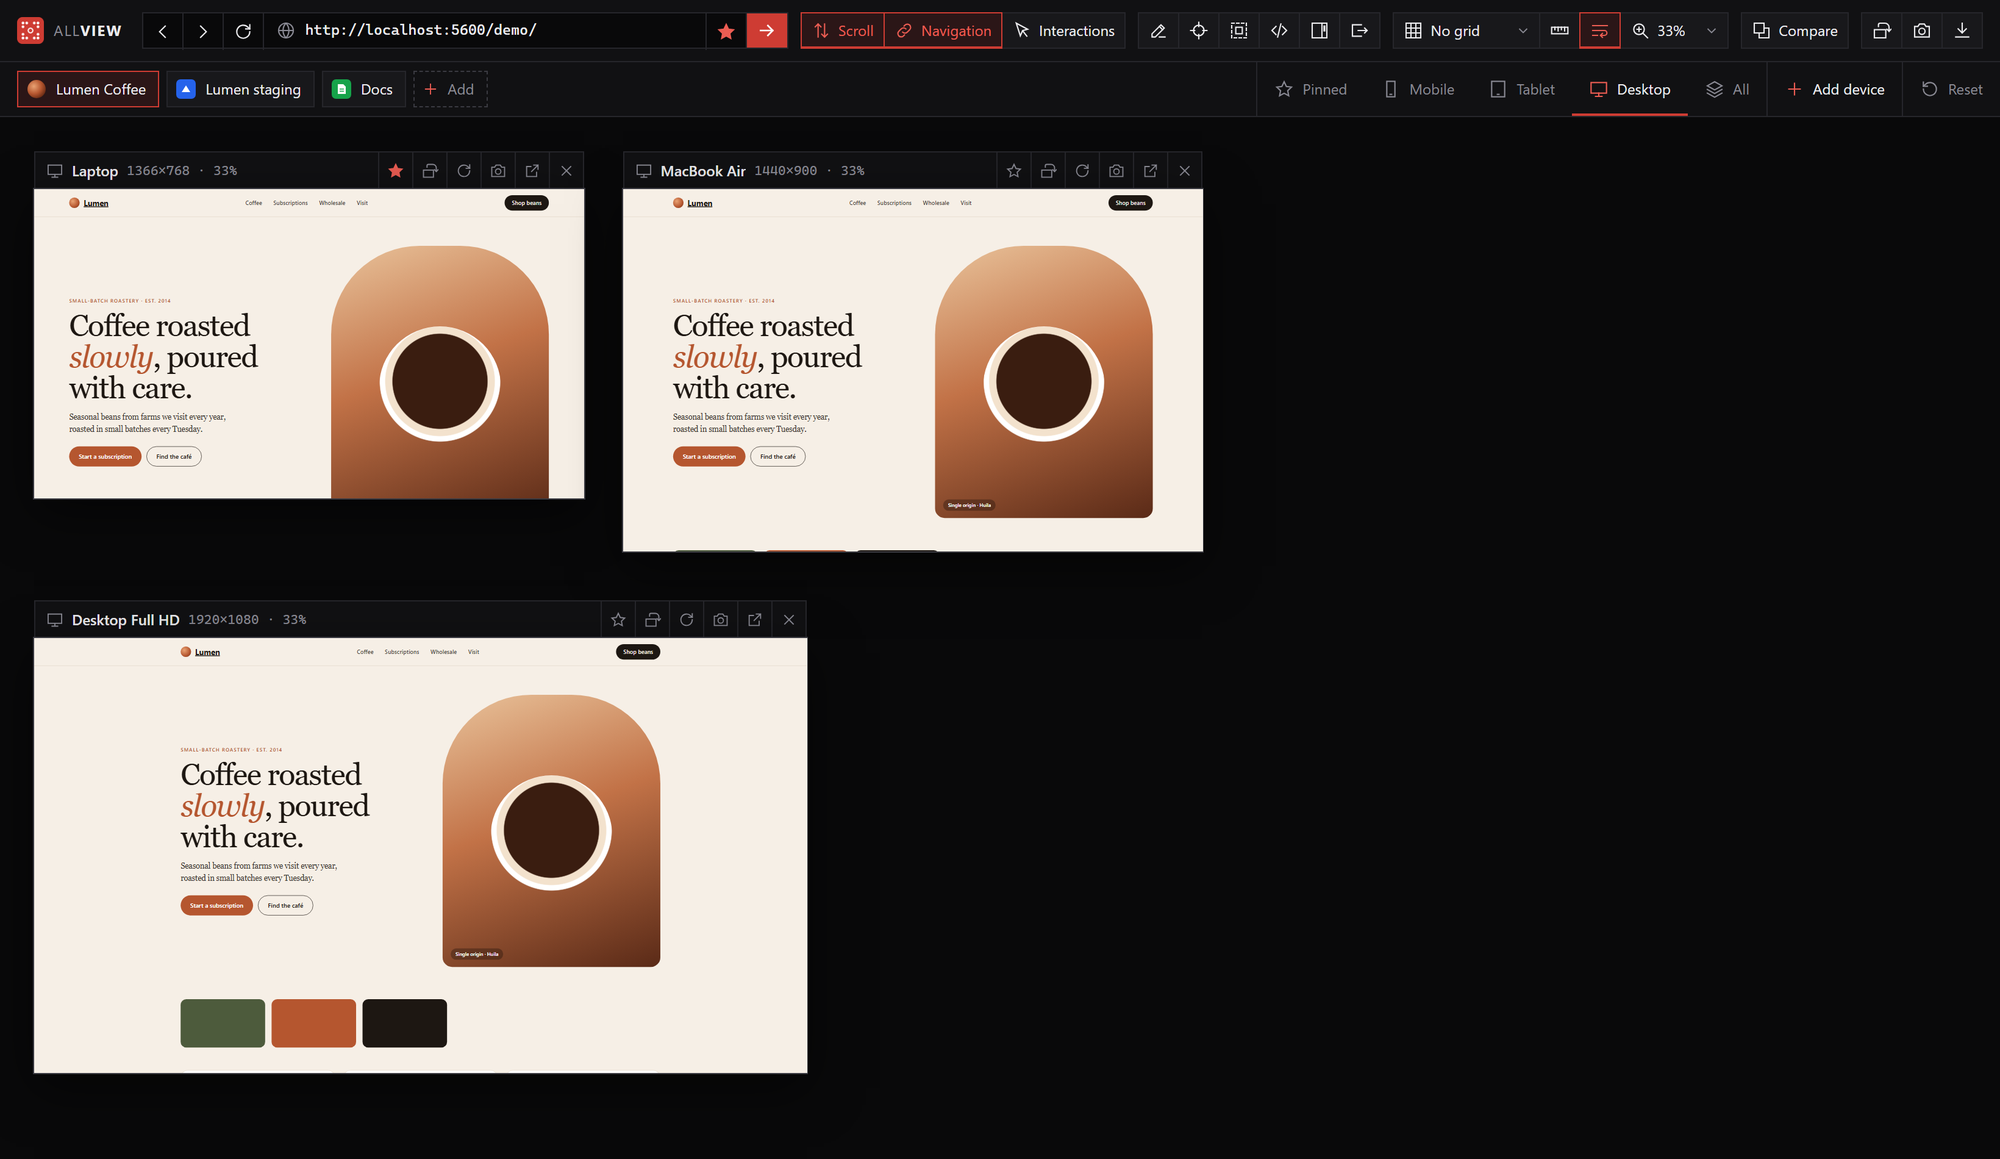 ALLVIEW
http://localhost:5600/demo/
Scroll
Navigation
Interactions
No grid
33%
Compare
Lumen Coffee
Lumen staging
Docs
Add
Pinned
Mobile
Tablet
Desktop
All
Add device
Reset
Laptop 1366×768 · 33%
Lumen
Coffee Subscriptions Wholesale Visit
Shop beans
SMALL-BATCH ROASTERY · EST. 2014
Coffee roasted
slowly, poured
with care.
Seasonal beans from farms we visit every year,
roasted in small batches every Tuesday.
Start a subscription
Find the café
MacBook Air 1440×900 · 33%
Lumen
Coffee Subscriptions Wholesale Visit
Shop beans
SMALL-BATCH ROASTERY · EST. 2014
Coffee roasted
slowly, poured
with care.
Seasonal beans from farms we visit every year,
roasted in small batches every Tuesday.
Start a subscription
Find the café
Single origin · Huila
Desktop Full HD 1920×1080 · 33%
Lumen
Coffee Subscriptions Wholesale Visit
Shop beans
SMALL-BATCH ROASTERY · EST. 2014
Coffee roasted
slowly, poured
with care.
Seasonal beans from farms we visit every year,
roasted in small batches every Tuesday.
Start a subscription
Find the café
Single origin · Huila